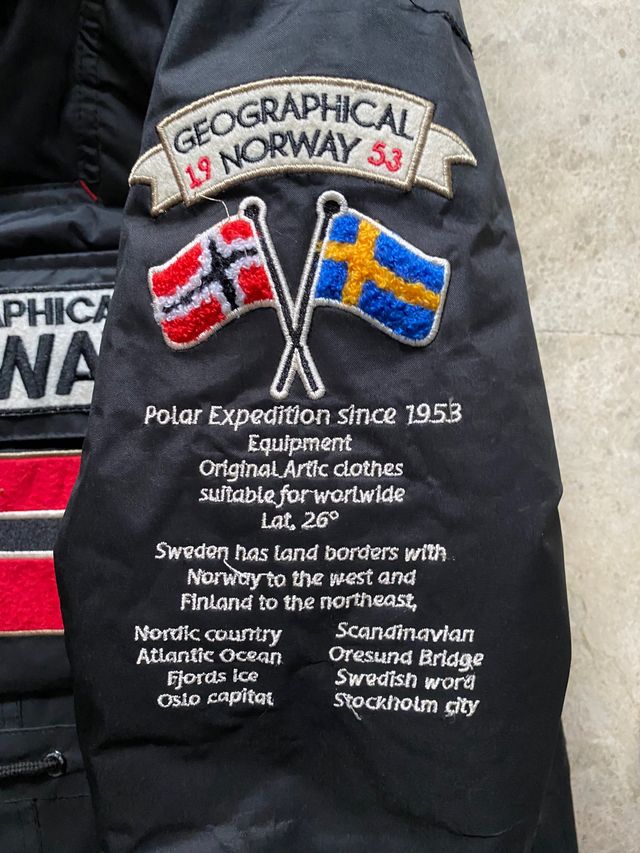 GEOGRAPHICAL
19 NORWAY 53
PHICA
WA
Polar Expedition since 1953
Equipment
Original Artic clothes
suitable for worlwide
Lat, 26°
Sweden has land borders with
Norway to the west and
Finland to the northeast,
Nordic country Scandinavian
Atlantic Ocean Oresund Bridge
Fjords ice Swedish word
Oslo capital Stockholm city